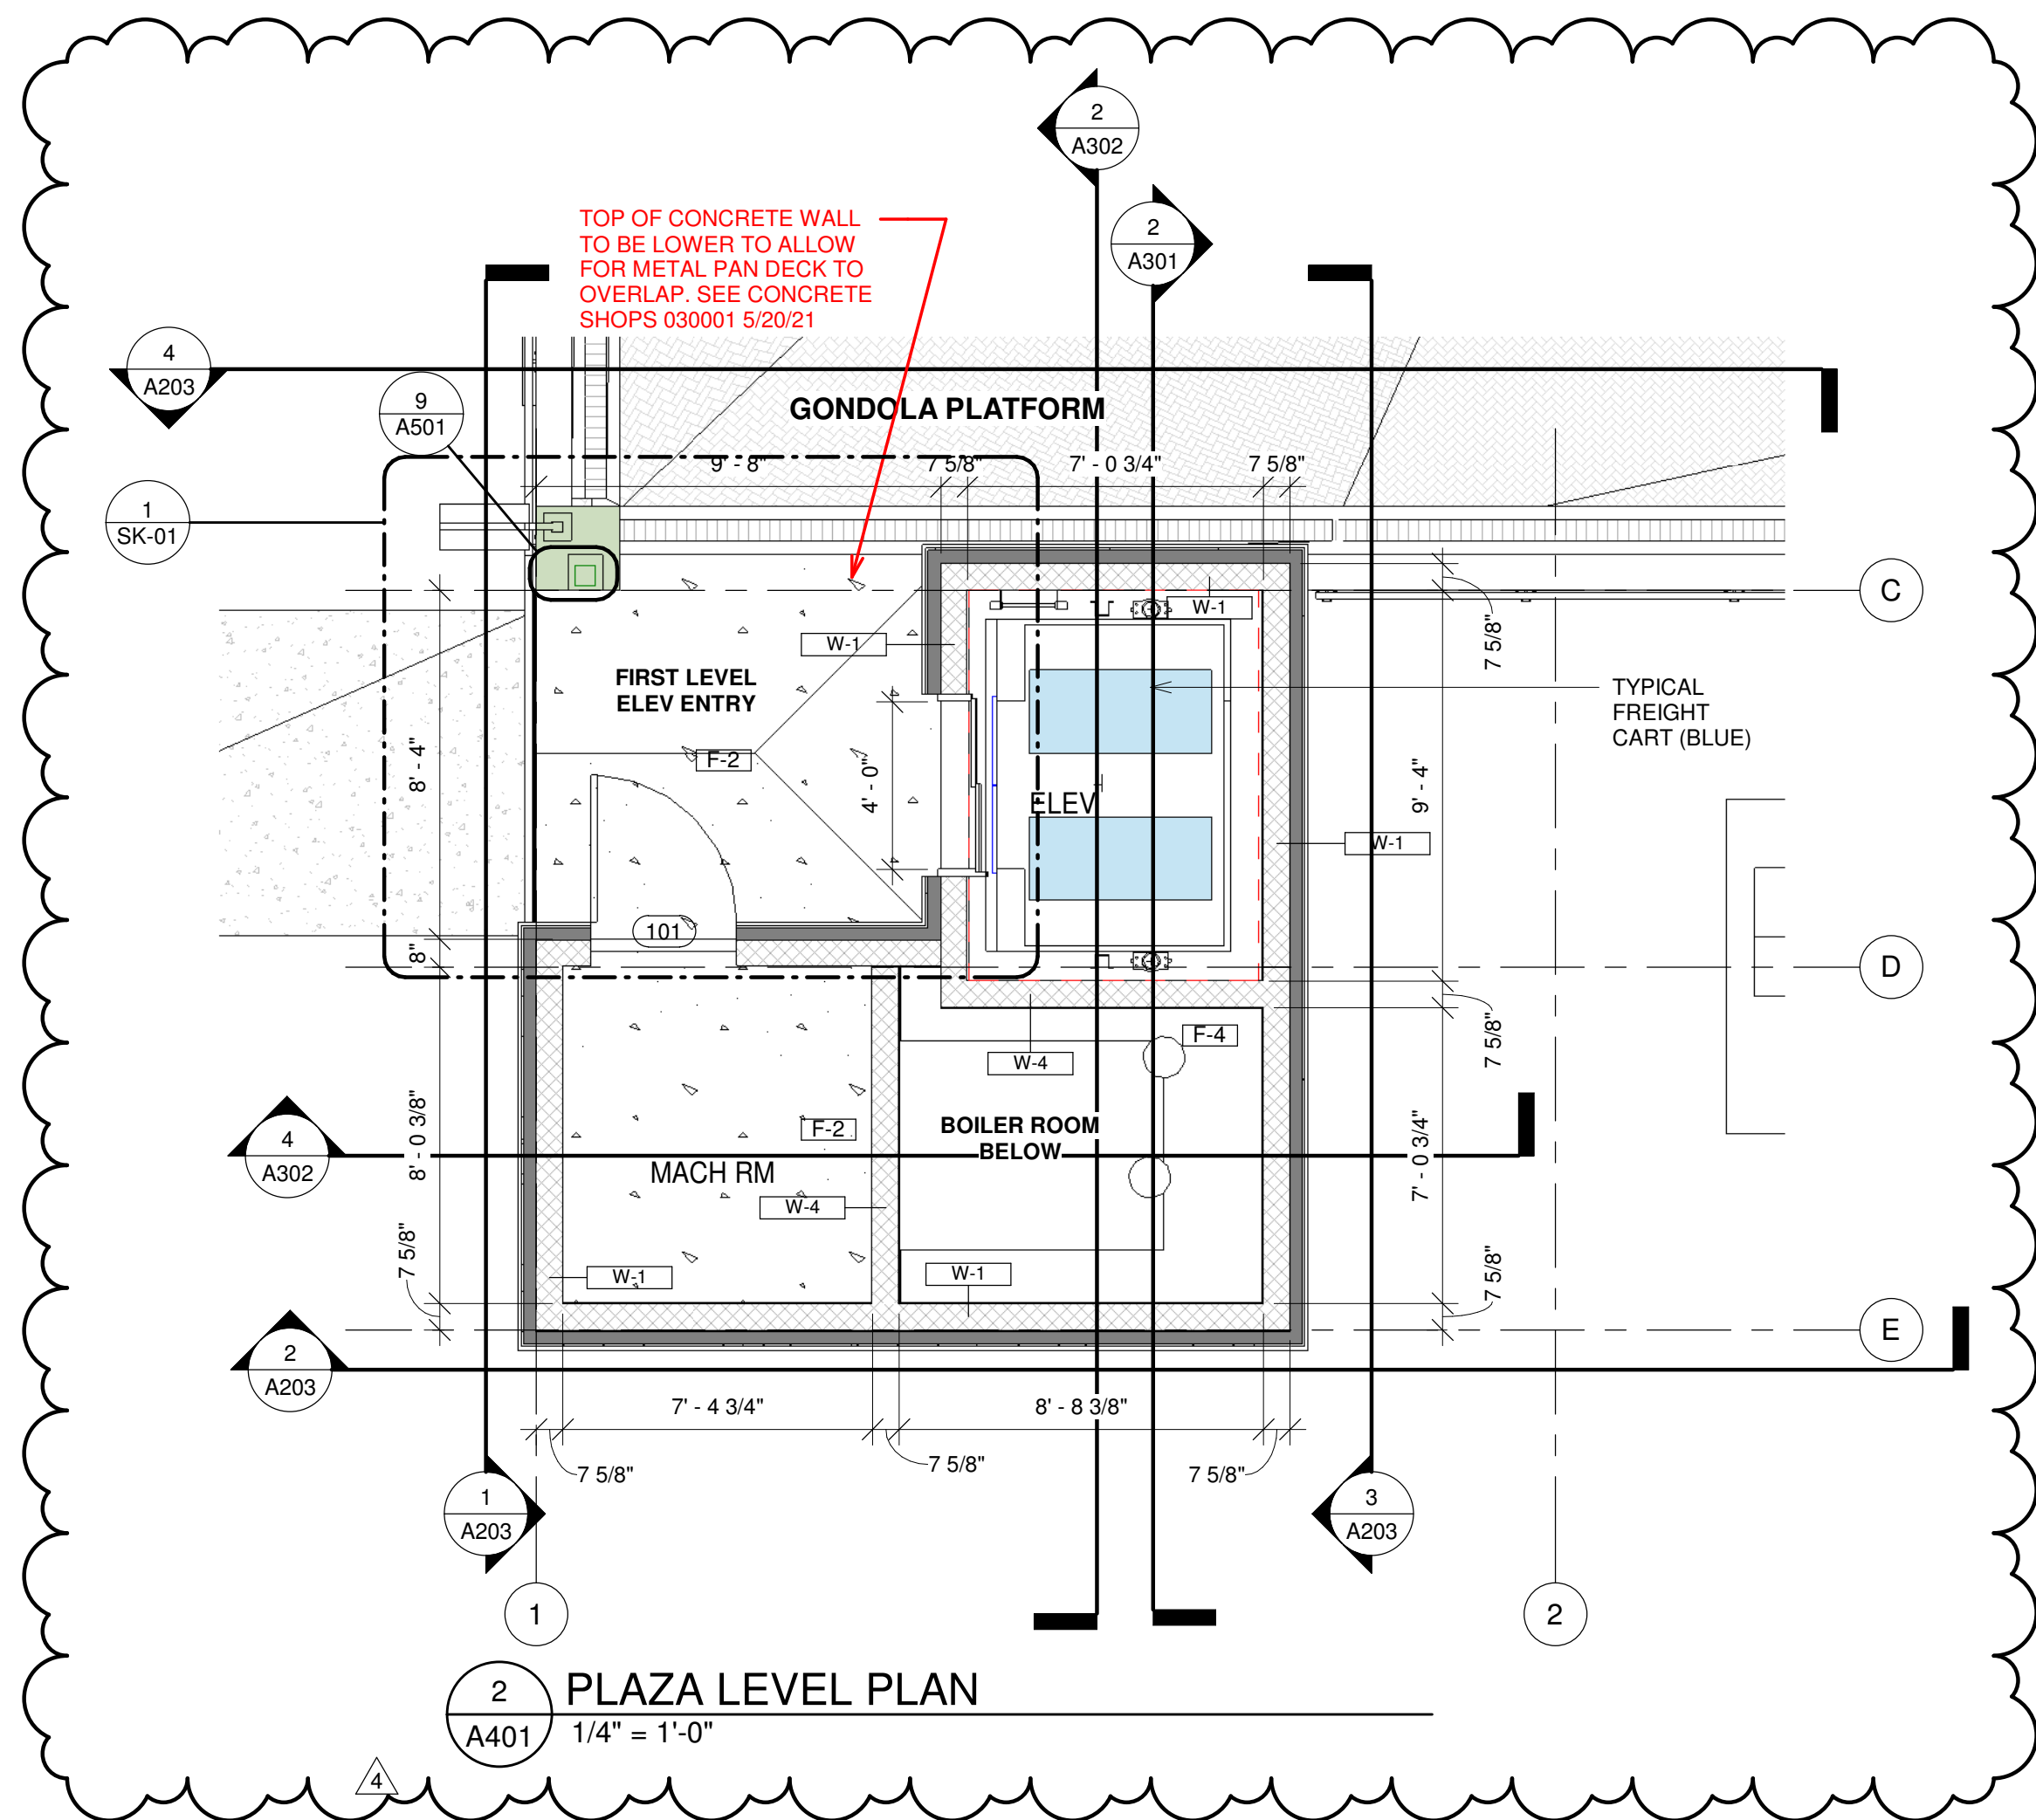 2
A302
2
A301
TOP OF CONCRETE WALL
TO BE LOWER TO ALLOW
FOR METAL PAN DECK TO
OVERLAP. SEE CONCRETE
SHOPS 030001 5/20/21
4
A203
9
A501
GONDOLA PLATFORM
9' - 8"
7 5/8"
7' - 0 3/4"
7 5/8"
1
SK-01
C
W-1
W-1
7 5/8"
FIRST LEVEL
ELEV ENTRY
TYPICAL
FREIGHT
CART (BLUE)
F-2
8' - 4"
4' - 0"
ELEV
9' - 4"
W-1
101
8"
D
F-4
7 5/8"
W-4
8' - 0 3/8"
F-2
BOILER ROOM
BELOW
7' - 0 3/4"
4
A302
MACH RM
W-4
7 5/8"
W-1
W-1
7 5/8"
E
2
A203
7' - 4 3/4"
8' - 8 3/8"
7 5/8"
7 5/8"
7 5/8"
1
A203
3
A203
1
2
2
A401
PLAZA LEVEL PLAN
1/4" = 1'-0"
4